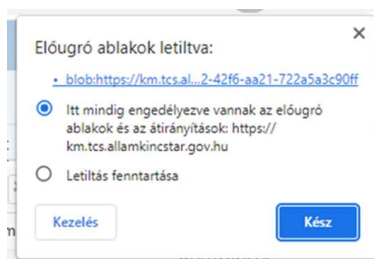 Előugró ablakok letiltva:
• blob:https://km.tcs.al...2-42f6-aa21-722a5a3c90ff
Itt mindig engedélyezve vannak az előugró
ablakok és az átirányítások: https://
km.tcs.allamkincstar.gov.hu
Letiltás fenntartása
Kezelés
Kész